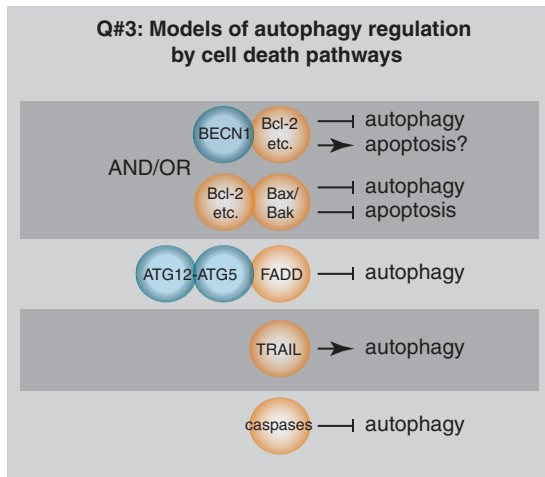 Q#3: Models of autophagy regulation
by cell death pathways
BECN1 Bcl-2 etc. autophagy
apoptosis?
AND/OR
Bcl-2 etc. Bax/ Bak autophagy
apoptosis
ATG12-ATG5 FADD autophagy
TRAIL autophagy
caspases autophagy